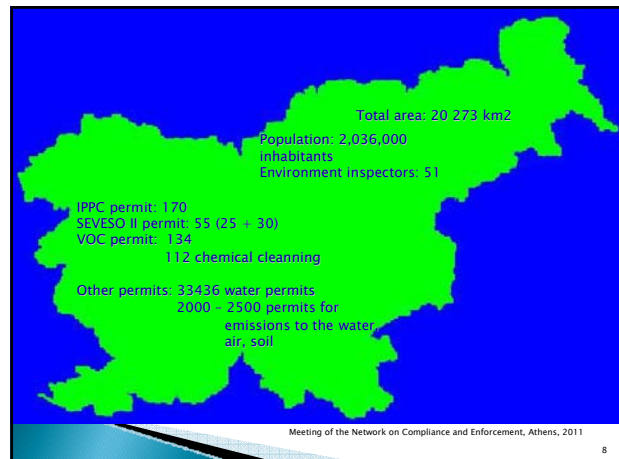 Total area: 20 273 km2
Population: 2,036,000
inhabitants
Environment inspectors: 51
IPPC permit: 170
SEVESO II permit: 55 (25 + 30)
VOC permit: 134
112 chemical cleanning
Other permits: 33436 water permits
2000 – 2500 permits for
emissions to the water,
air, soil
Meeting of the Network on Compliance and Enforcement, Athens, 2011
8